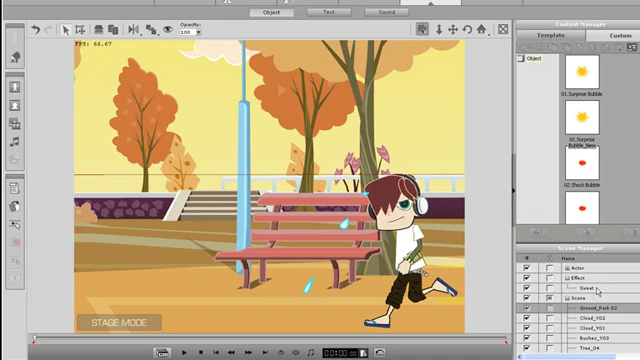 Object
Text
Sound
Opacity:
100
FPS: 66.67
Content Manager
Template
Custom
Object
01.Surprise Bubble
01.Surprise
Bubble_New
02.Shock Bubble
STAGE MODE
Scene Manager
Name
Actor
Effect
Sweat
Scene
Ground_Park 02
Cloud_Y02
Cloud_Y01
Bushes_Y03
Tree_04